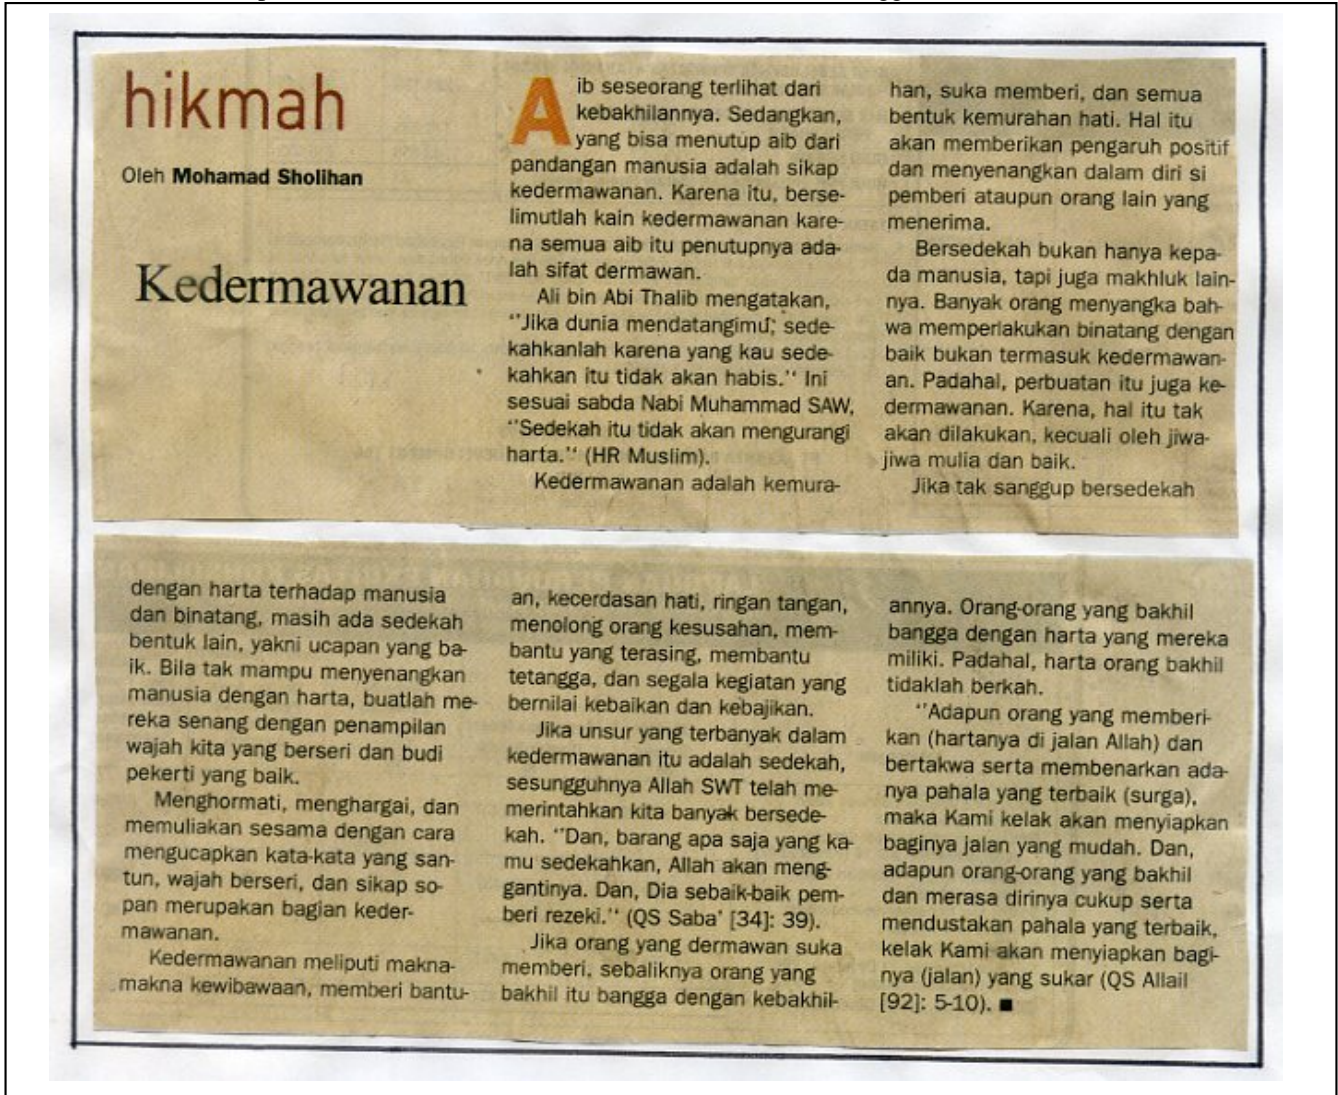 hikmah
Oleh Mohamad Sholihan
Kedermawanan
Aib seseorang terlihat dari
kebakhilannya. Sedangkan,
yang bisa menutup aib dari
pandangan manusia adalah sikap
kedermawanan. Karena itu, berse-
limutlah kain kedermawanan kare-
na semua aib itu penutupnya ada-
lah sifat dermawan.
Ali bin Abi Thalib mengatakan,
''Jika dunia mendatangimu, sede-
kahkanlah karena yang kau sede-
kahkan itu tidak akan habis.'' Ini
sesuai sabda Nabi Muhammad SAW,
''Sedekah itu tidak akan mengurangi
harta.'' (HR Muslim).
Kedermawanan adalah kemura-
han, suka memberi, dan semua
bentuk kemurahan hati. Hal itu
akan memberikan pengaruh positif
dan menyenangkan dalam diri si
pemberi ataupun orang lain yang
menerima.
Bersedekah bukan hanya kepa-
da manusia, tapi juga makhluk lain-
nya. Banyak orang menyangka bah-
wa memperlakukan binatang dengan
baik bukan termasuk kedermawan-
an. Padahal, perbuatan itu juga ke-
dermawanan. Karena, hal itu tak
akan dilakukan, kecuali oleh jiwa-
jiwa mulia dan baik.
Jika tak sanggup bersedekah
dengan harta terhadap manusia
dan binatang, masih ada sedekah
bentuk lain, yakni ucapan yang ba-
ik. Bila tak mampu menyenangkan
manusia dengan harta, buatlah me-
reka senang dengan penampilan
wajah kita yang berseri dan budi
pekerti yang baik.
Menghormati, menghargai, dan
memuliakan sesama dengan cara
mengucapkan kata-kata yang san-
tun, wajah berseri, dan sikap so-
pan merupakan bagian keder-
mawanan.
Kedermawanan meliputi makna-
makna kewibawaan, memberi bantu-
an, kecerdasan hati, ringan tangan,
menolong orang kesusahan, mem-
bantu yang terasing, membantu
tetangga, dan segala kegiatan yang
bernilai kebaikan dan kebajikan.
Jika unsur yang terbanyak dalam
kedermawanan itu adalah sedekah,
sesungguhnya Allah SWT telah me-
merintahkan kita banyak bersede-
kah. ''Dan, barang apa saja yang ka-
mu sedekahkan, Allah akan meng-
gantinya. Dan, Dia sebaik-baik pem-
beri rezeki.'' (QS Saba' [34]: 39).
Jika orang yang dermawan suka
memberi, sebaliknya orang yang
bakhil itu bangga dengan kebakhil-
annya. Orang-orang yang bakhil
bangga dengan harta yang mereka
miliki. Padahal, harta orang bakhil
tidaklah berkah.
''Adapun orang yang memberi-
kan (hartanya di jalan Allah) dan
bertakwa serta membenarkan ada-
nya pahala yang terbaik (surga),
maka Kami kelak akan menyiapkan
baginya jalan yang mudah. Dan,
adapun orang-orang yang bakhil
dan merasa dirinya cukup serta
mendustakan pahala yang terbaik,
kelak Kami akan menyiapkan bagi-
nya (jalan) yang sukar (QS Allail
[92]: 5-10). ■